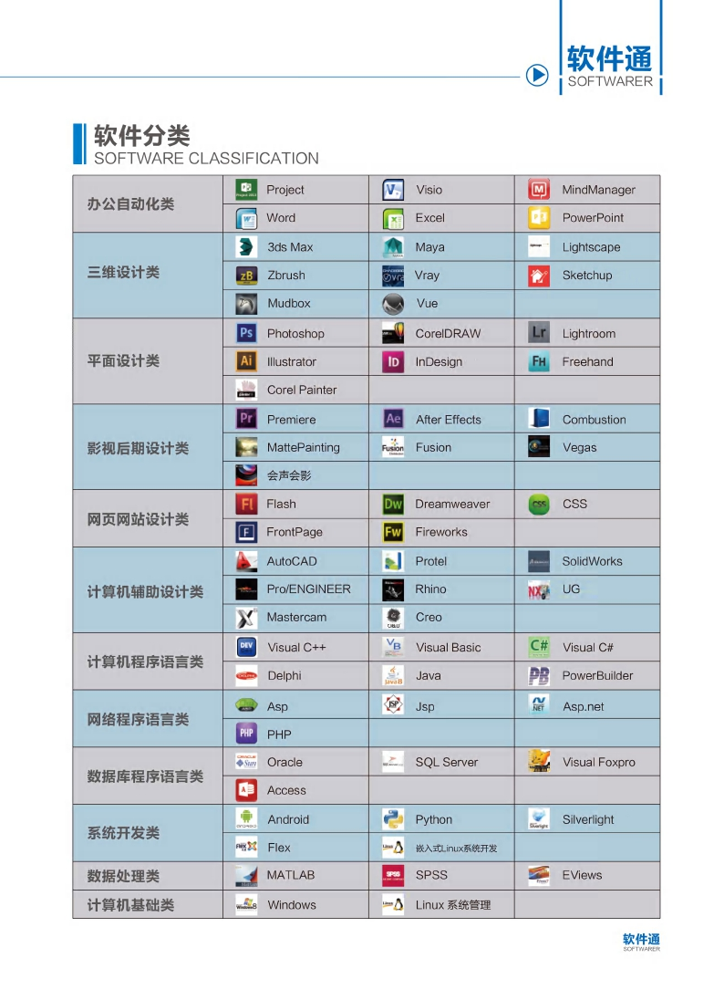 软件通
SOFTWARER
软件分类
SOFTWARE CLASSIFICATION
办公自动化类
Project
Visio
MindManager
Word
Excel
PowerPoint
三维设计类
3ds Max
Maya
Lightscape
Zbrush
Vray
Sketchup
Mudbox
Vue
平面设计类
Photoshop
CorelDRAW
Lightroom
Illustrator
InDesign
Freehand
Corel Painter
影视后期设计类
Premiere
After Effects
Combustion
MattePainting
Fusion
Vegas
会声会影
网页网站设计类
Flash
Dreamweaver
CSS
FrontPage
Fireworks
计算机辅助设计类
AutoCAD
Protel
SolidWorks
Pro/ENGINEER
Rhino
UG
Mastercam
Creo
计算机程序语言类
Visual C++
Visual Basic
Visual C#
Delphi
Java
PowerBuilder
网络程序语言类
Asp
Jsp
Asp.net
PHP
数据库程序语言类
Oracle
SQL Server
Visual Foxpro
Access
系统开发类
Android
Python
Silverlight
Flex
嵌入式Linux系统开发
数据处理类
MATLAB
SPSS
EViews
计算机基础类
Windows
Linux 系统管理
软件通
SOFTWARER